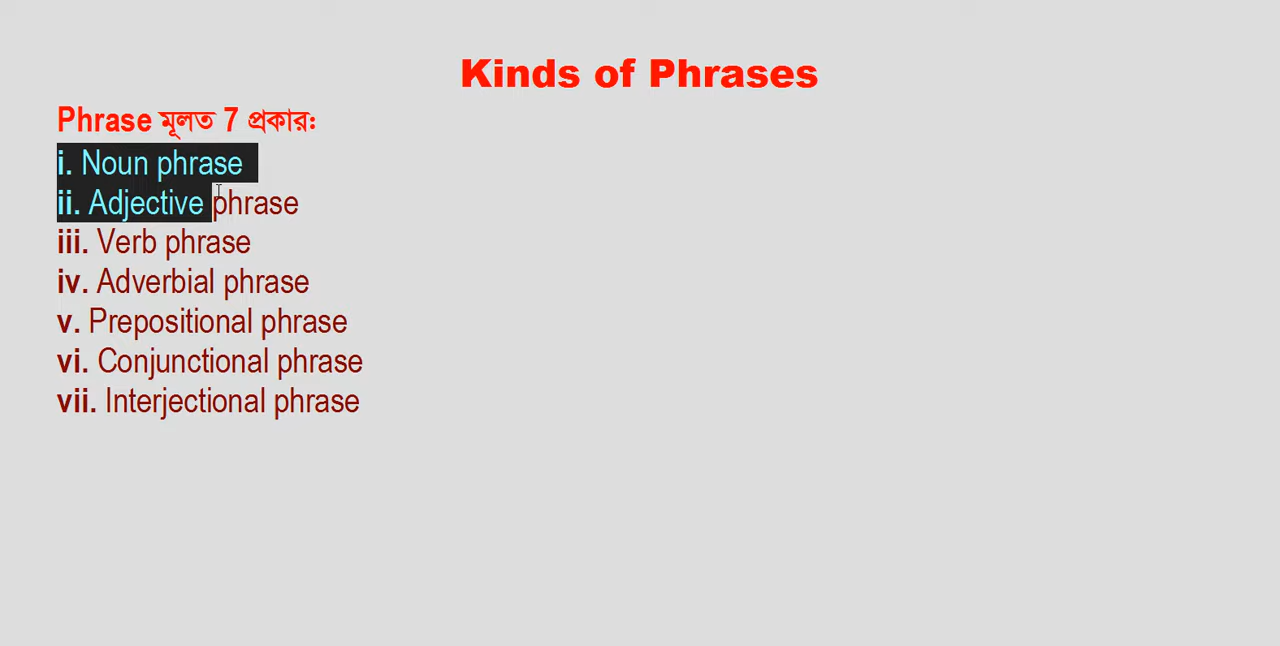 Kinds of Phrases
Phrase মূলত 7 প্রকার:
i. Noun phrase
ii. Adjective phrase
iii. Verb phrase
iv. Adverbial phrase
v. Prepositional phrase
vi. Conjunctional phrase
vii. Interjectional phrase